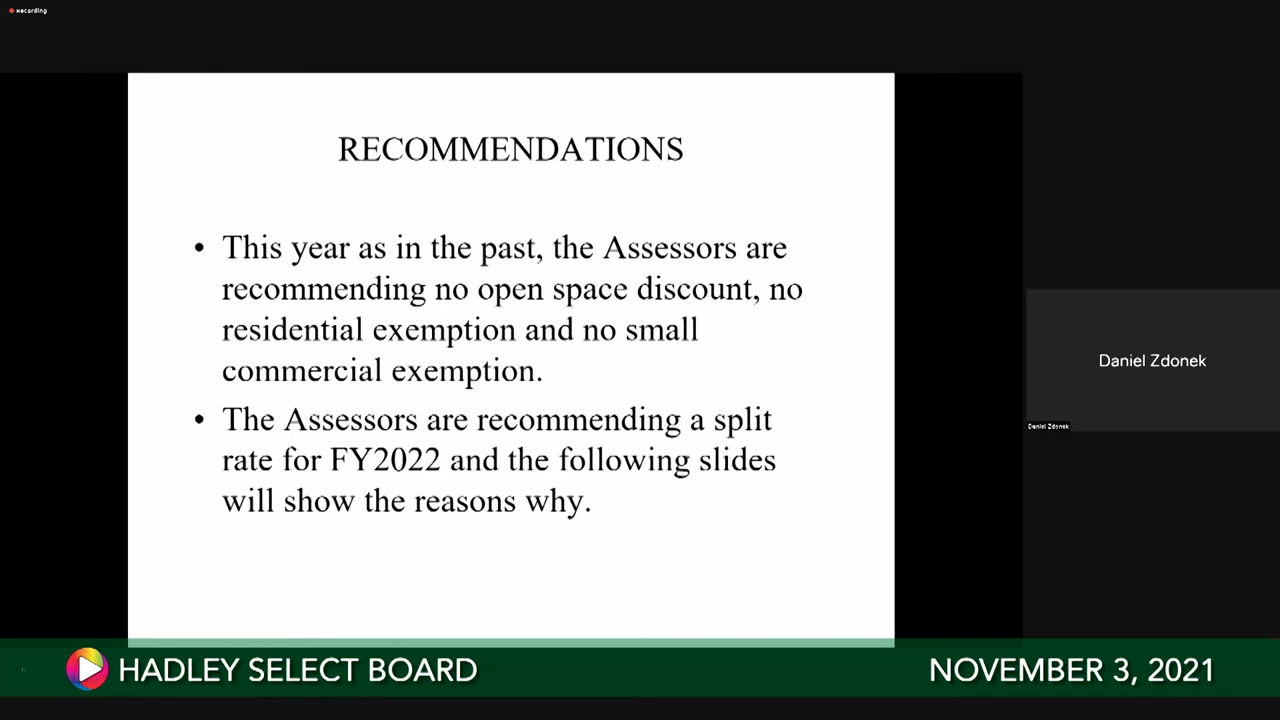 Recording
RECOMMENDATIONS
• This year as in the past, the Assessors are
recommending no open space discount, no
residential exemption and no small
commercial exemption.
• The Assessors are recommending a split
rate for FY2022 and the following slides
will show the reasons why.
Daniel Zdonek
Daniel Zdonek
HADLEY SELECT BOARD
NOVEMBER 3, 2021